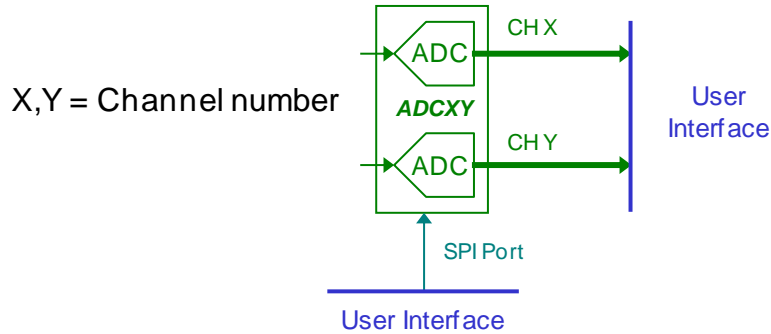 CH X
ADC
X,Y = Channel number
ADCXY
User
Interface
CH Y
ADC
SPI Port
User Interface